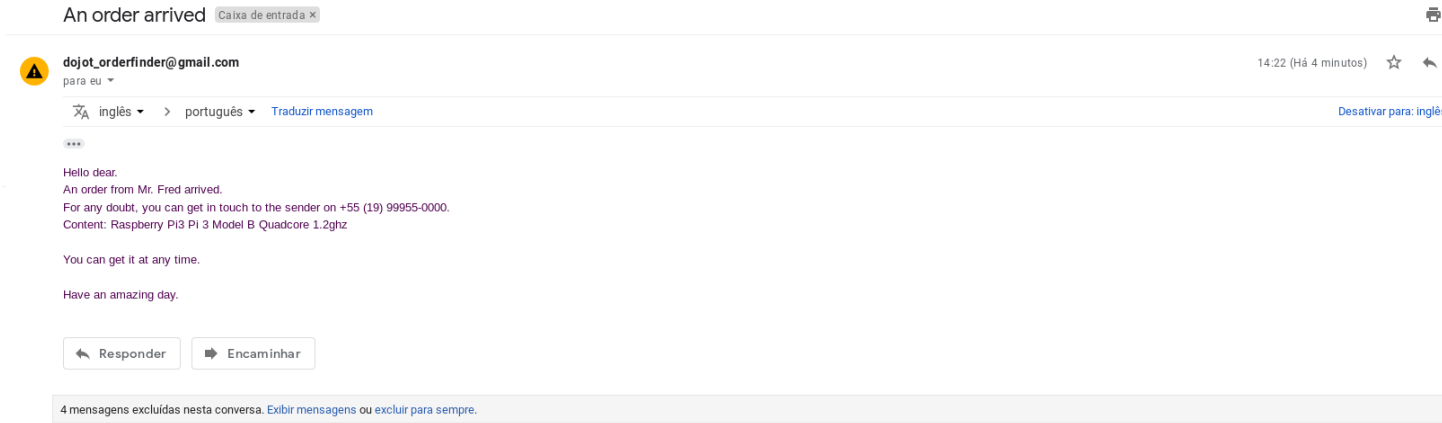 An order arrived Caixa de entrada ×
dojot_orderfinder@gmail.com 14:22 (Há 4 minutos)
para eu
inglês > português Traduzir mensagem Desativar para: inglês
Hello dear.
An order from Mr. Fred arrived.
For any doubt, you can get in touch to the sender on +55 (19) 99955-0000.
Content: Raspberry Pi3 Pi 3 Model B Quadcore 1.2ghz
You can get it at any time.
Have an amazing day.
Responder Encaminhar
4 mensagens excluídas nesta conversa. Exibir mensagens ou excluir para sempre.